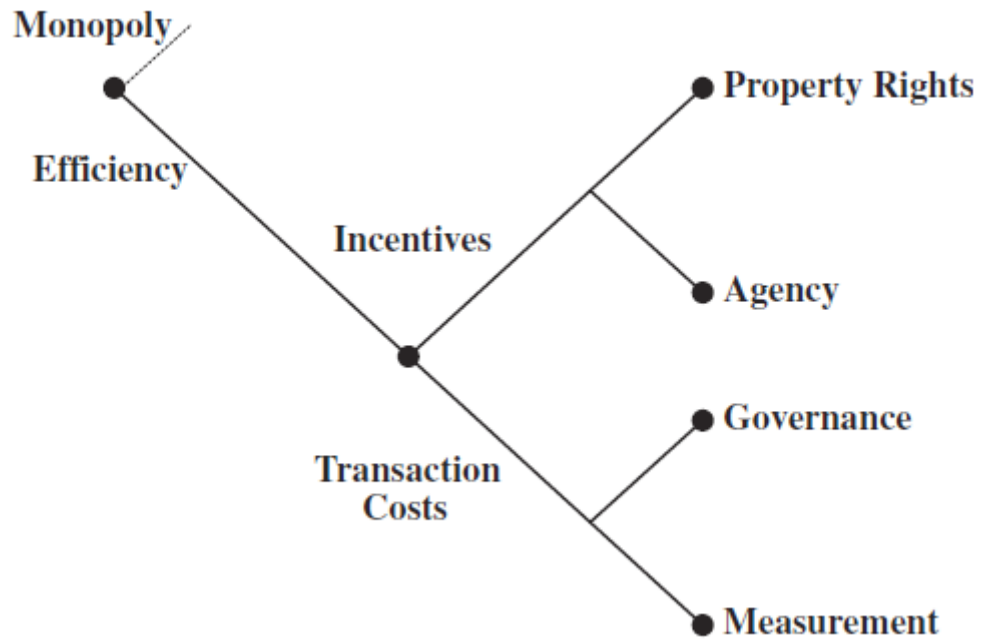 Monopoly
Property Rights
Efficiency
Incentives
Agency
Governance
Transaction
Costs
Measurement